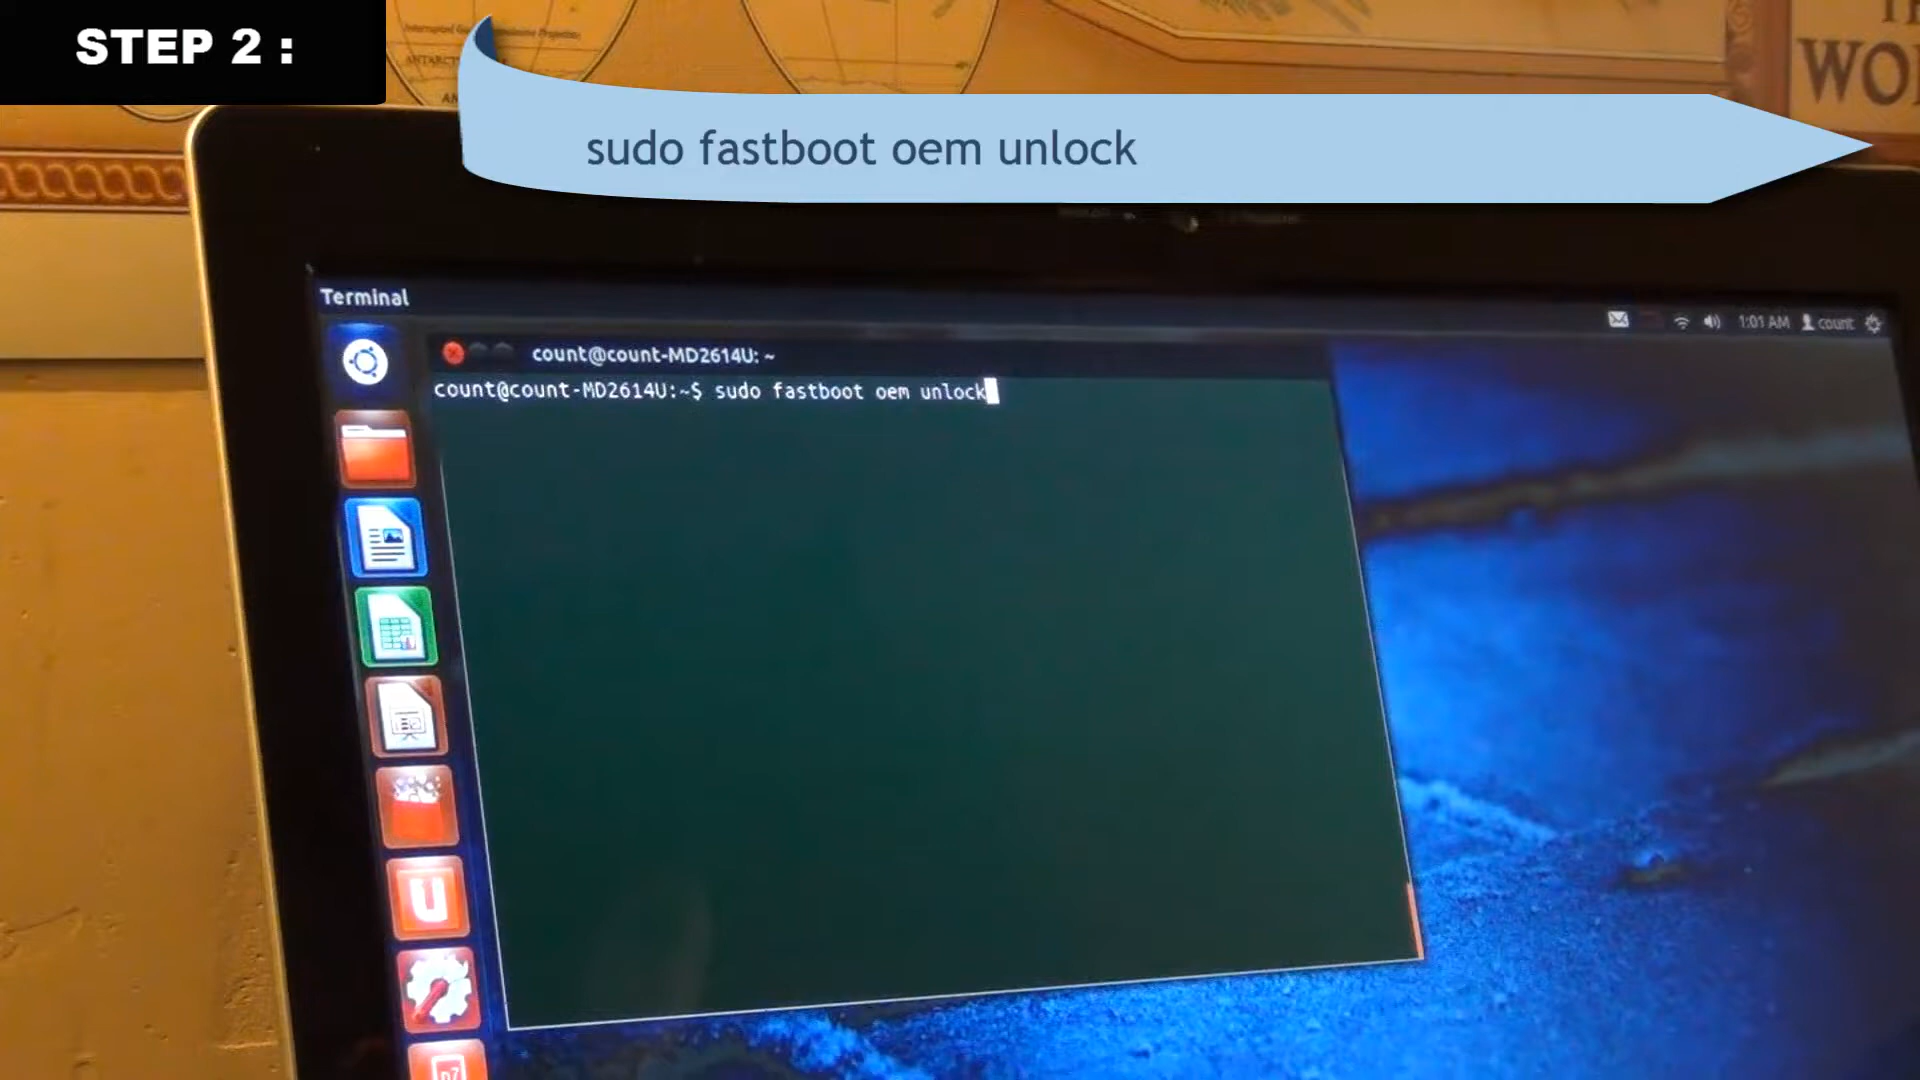 STEP 2 :
sudo fastboot oem unlock
WO
Terminal
1:01 AM count
count@count-MD2614U: ~
count@count-MD2614U:~$ sudo fastboot oem unlock
U
n7